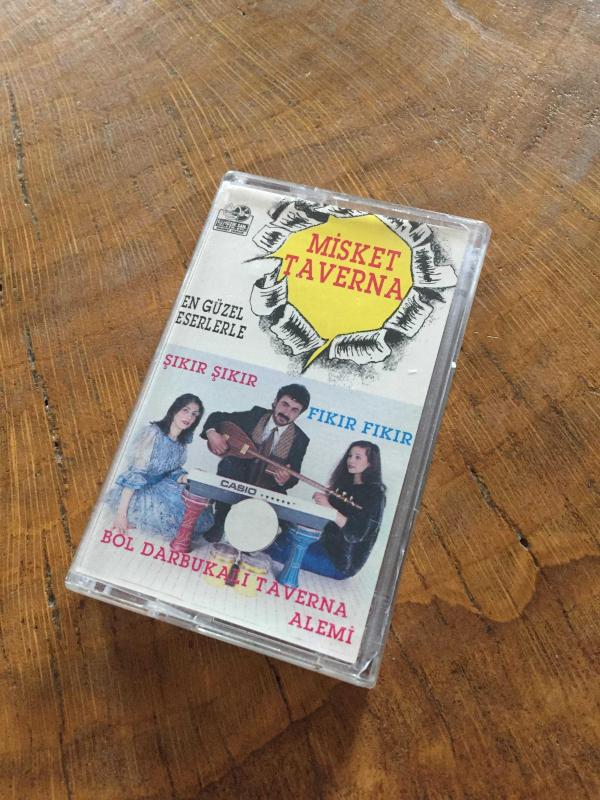 MİSKET
TAVERNA
EN GÜZEL
ESERLERLE
ŞIKIR ŞIKIR
FIKIR FIKIR
CASIO
BOL DARBUKALI TAVERNA
ALEMİ